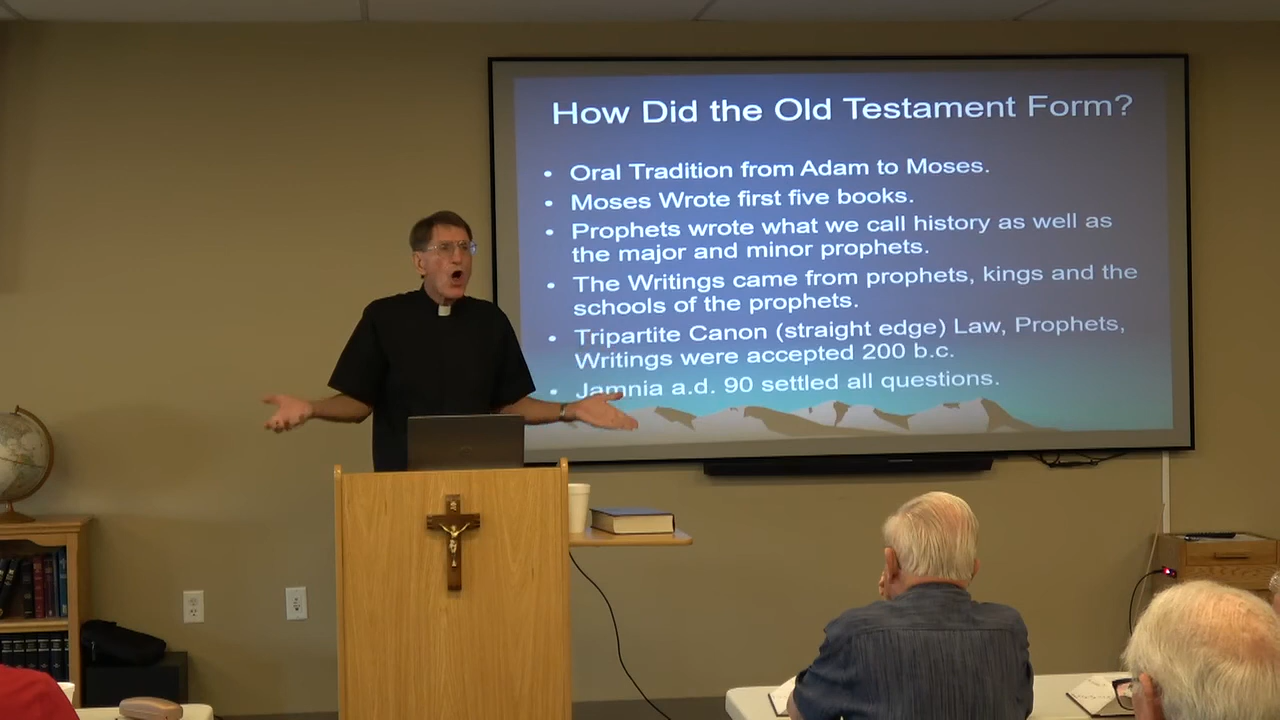 How Did the Old Testament Form?
• Oral Tradition from Adam to Moses.
• Moses Wrote first five books.
• Prophets wrote what we call history as well as
the major and minor prophets.
• The Writings came from prophets, kings and the
schools of the prophets.
• Tripartite Canon (straight edge) Law, Prophets,
Writings were accepted 200 b.c.
• Jamnia a.d. 90 settled all questions.